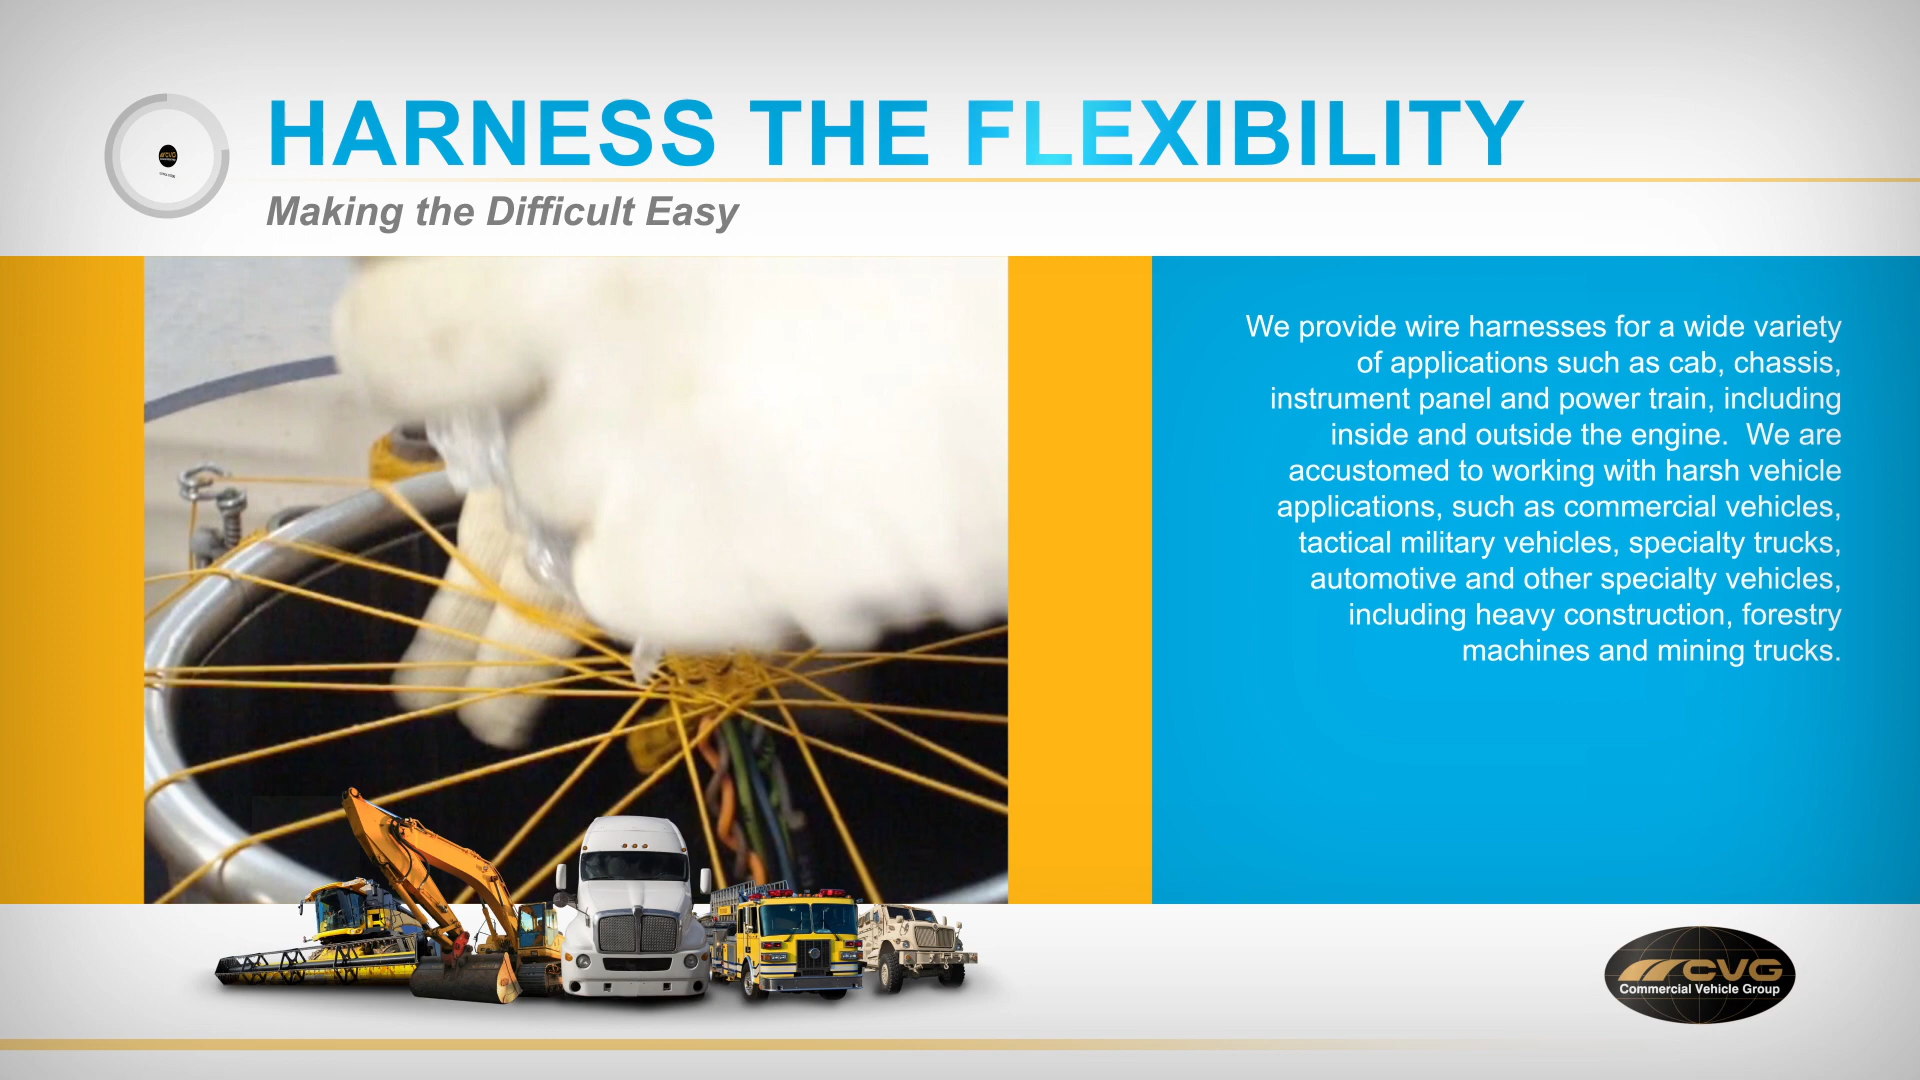 HARNESS THE FLEXIBILITY
Making the Difficult Easy
We provide wire harnesses for a wide variety
of applications such as cab, chassis,
instrument panel and power train, including
inside and outside the engine.  We are
accustomed to working with harsh vehicle
applications, such as commercial vehicles,
tactical military vehicles, specialty trucks,
automotive and other specialty vehicles,
including heavy construction, forestry
machines and mining trucks.
CVG
Commercial Vehicle Group